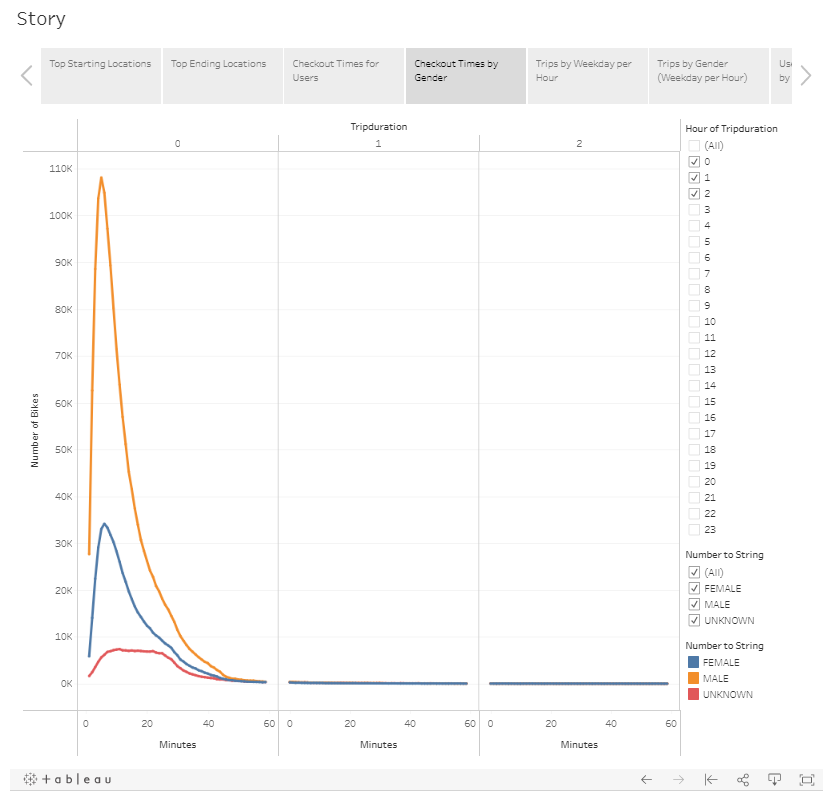 Story
Top Starting Locations
Top Ending Locations
Checkout Times for
Users
Checkout Times by
Gender
Trips by Weekday per
Hour
Trips by Gender
(Weekday per Hour)
Use
by
Tripduration
0
1
2
110K
100K
90K
80K
70K
60K
50K
40K
30K
20K
10K
0K
Number of Bikes
0 20 40 60
0 20 40 60
0 20 40 60
Minutes
Minutes
Minutes
Hour of Tripduration
(All)
0
1
2
3
4
5
6
7
8
9
10
11
12
13
14
15
16
17
18
19
20
21
22
23
Number to String
(All)
FEMALE
MALE
UNKNOWN
Number to String
FEMALE
MALE
UNKNOWN
+ a b l e a u